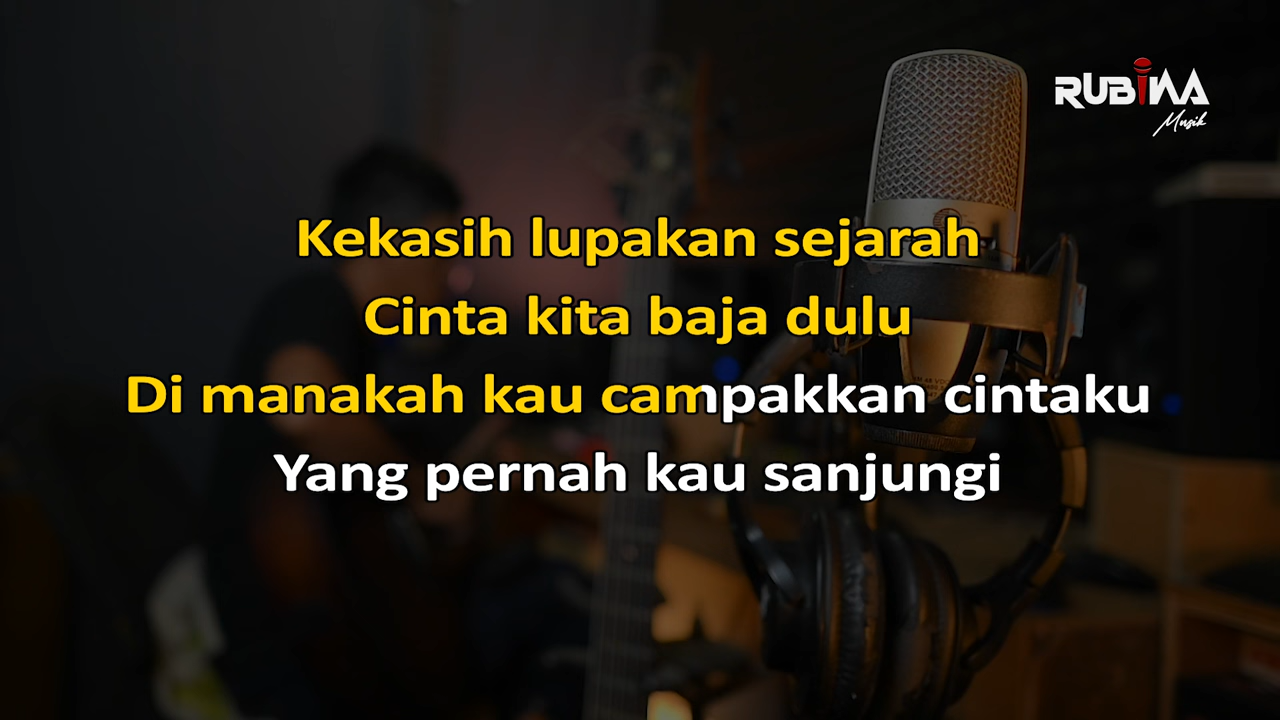 RUBINA
Musik
Kekasih lupakan sejarah
Cinta kita baja dulu
Di manakah kau campakkan cintaku
Yang pernah kau sanjungi